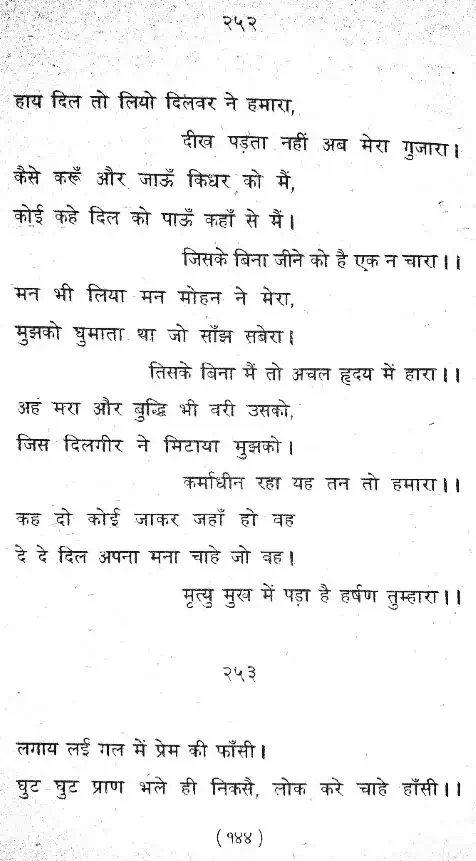 २५२
हाय दिल तो लियो दिलवर ने हमारा,
दीख पड़ता नहीं अब मेरा गुजारा।
कैसे करूँ और जाऊँ किधर को मैं,
कोई कहे दिल को पाऊँ कहाँ से मैं।
जिसके बिना जीने को है एक न चारा।।
मन भी लिया मन मोहन ने मेरा,
मुझको घुमाता था जो साँझ सबेरा।
तिसके बिना मैं तो अचल हृदय में हारा।।
अहं मरा और बुद्धि भी वरी उसको,
जिस दिलगीर ने मिटाया मुझको।
कर्माधीन रहा यह तन तो हमारा।।
कह दो कोई जाकर जहाँ हो वह
दे दे दिल अपना मना चाहे जो वह।
मृत्यु मुख में पड़ा है हर्षण तुम्हारा।।
२५३
लगाय लई गल में प्रेम की फाँसी।
घुट घुट प्राण भले ही निकसै, लोक करे चाहे हाँसी।।
(१४४)